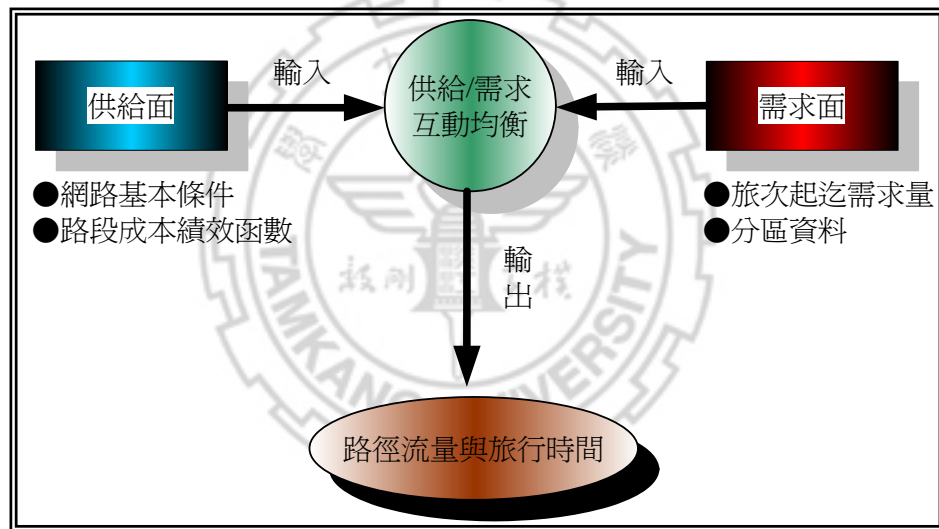 輸入
供給/需求
互動均衡
輸入
供給面
需求面
●網路基本條件
●路段成本績效函數
●旅次起迄需求量
●分區資料
輸
出
路徑流量與旅行時間
TAMKANG UNIVERSITY